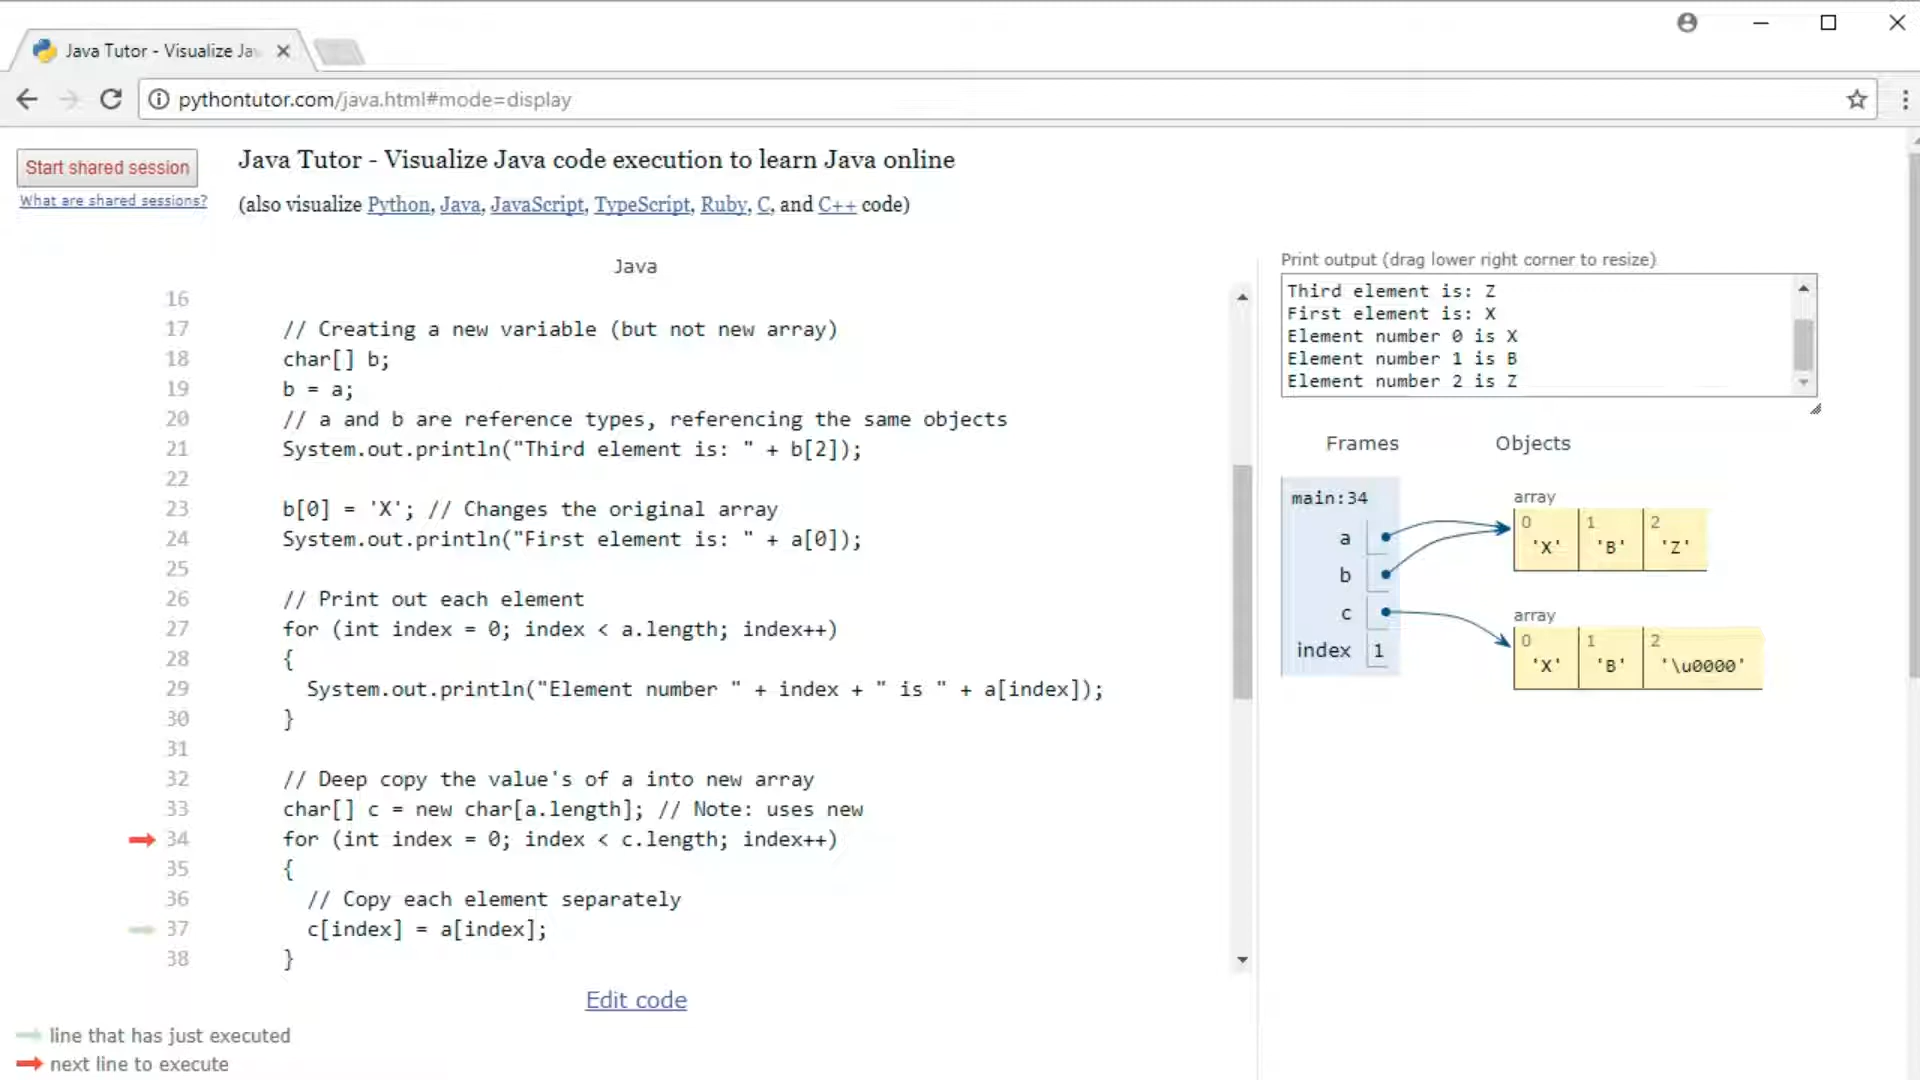 Java Tutor - Visualize Jav
pythontutor.com/java.html#mode=display
Start shared session
What are shared sessions?
Java Tutor - Visualize Java code execution to learn Java online
(also visualize Python, Java, JavaScript, TypeScript, Ruby, C, and C++ code)
Java
16
17 // Creating a new variable (but not new array)
18 char[] b;
19 b = a;
20 // a and b are reference types, referencing the same objects
21 System.out.println("Third element is: " + b[2]);
22
23 b[0] = 'X'; // Changes the original array
24 System.out.println("First element is: " + a[0]);
25
26 // Print out each element
27 for (int index = 0; index < a.length; index++)
28 {
29 System.out.println("Element number " + index + " is " + a[index]);
30 }
31
32 // Deep copy the value's of a into new array
33 char[] c = new char[a.length]; // Note: uses new
34 for (int index = 0; index < c.length; index++)
35 {
36 // Copy each element separately
37 c[index] = a[index];
38 }
Edit code
line that has just executed
next line to execute
Print output (drag lower right corner to resize)
Third element is: Z
First element is: X
Element number 0 is X
Element number 1 is B
Element number 2 is Z
Frames Objects
main:34
a
b
c
index 1
array
0 1 2
'X' 'B' 'Z'
array
0 1 2
'X' 'B' '\u0000'